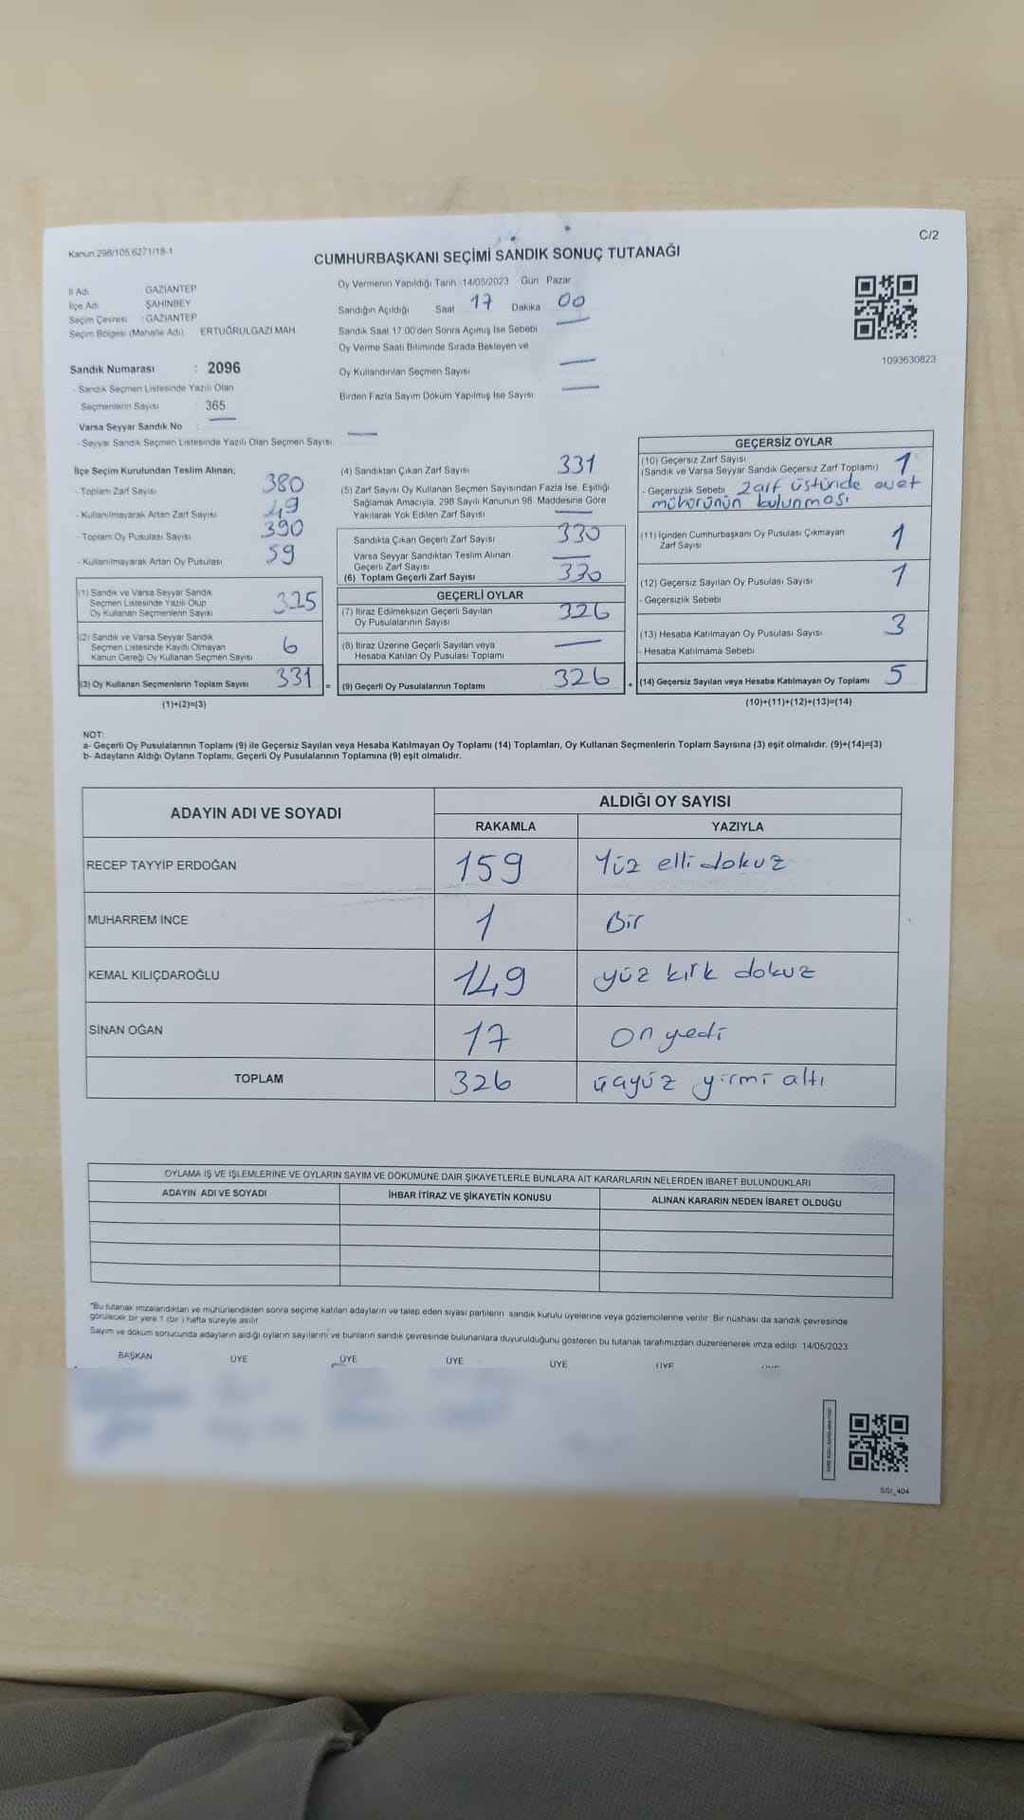 C/2
Kanun:298/105,6271/18-1
CUMHURBAŞKANI SEÇİMİ SANDIK SONUÇ TUTANAĞI
İl Adı GAZİANTEP
İlçe Adı ŞAHİNBEY
Seçim Çevresi : GAZİANTEP
Seçim Bölgesi (Mahalle Adı) ERTUĞRULGAZİ MAH
Sandık Numarası : 2096
- Sandık Seçmen Listesinde Yazılı Olan
Seçmenlerin Sayısı : 365
Varsa Seyyar Sandık No
- Seyyar Sandık Seçmen Listesinde Yazılı Olan Seçmen Sayısı
Oy Vermenin Yapıldığı Tarih :14/05/2023 Gün Pazar
Sandığın Açıldığı Saat 17 Dakika 00
Sandık Saat 17.00'den Sonra Açımış İse Sebebi
Oy Verme Saati Bitiminde Sırada Bekleyen ve
Oy Kullandırılan Seçmen Sayısı
Birden Fazla Sayım Döküm Yapılmış İse Sayısı
1093630823
İlçe Seçim Kurulundan Teslim Alınan;
- Toplam Zarf Sayısı 380
- Kullanılmayarak Artan Zarf Sayısı 49
- Toplam Oy Pusulası Sayısı 390
- Kullanılmayarak Artan Oy Pusulası 59
(1) Sandık ve Varsa Seyyar Sandık
Seçmen Listesinde Yazılı Olup
Oy Kullanan Seçmenlerin Sayısı 325
(2) Sandık ve Varsa Seyyar Sandık
Seçmen Listesinde Kaydı Olmayan
Kanun Gereği Oy Kullanan Seçmen Sayısı 6
(3) Oy Kullanan Seçmenlerin Toplam Sayısı 331 =
(1)+(2)=(3)
(4) Sandıktan Çıkan Zarf Sayısı 331
(5) Zarf Sayısı Oy Kullanan Seçmen Sayısından Fazla İse, Eşitliği
Sağlamak Amacıyla, 298 Sayılı Kanunun 98. Maddesine Göre
Yakılarak Yok Edilen Zarf Sayısı
Sandıkta Çıkan Geçerli Zarf Sayısı 330
Varsa Seyyar Sandıktan Teslim Alınan
Geçerli Zarf Sayısı
(6) Toplam Geçerli Zarf Sayısı 330
GEÇERLİ OYLAR
(7) İtiraz Edilmeksizin Geçerli Sayılan
Oy Pusulalarının Sayısı 326
(8) İtiraz Üzerine Geçerli Sayılan veya
Hesaba Katılan Oy Pusulası Toplamı
(9) Geçerli Oy Pusulalarının Toplamı 326 +
GEÇERSİZ OYLAR
(10) Geçersiz Zarf Sayısı
(Sandık ve Varsa Seyyar Sandık Geçersiz Zarf Toplamı) 1
- Geçersizlik Sebebi zarf üstünde evet
mührünün bulunması
(11) İçinden Cumhurbaşkanı Oy Pusulası Çıkmayan
Zarf Sayısı 1
(12) Geçersiz Sayılan Oy Pusulası Sayısı 1
- Geçersizlik Sebebi
(13) Hesaba Katılmayan Oy Pusulası Sayısı 3
- Hesaba Katılmama Sebebi
(14) Geçersiz Sayılan veya Hesaba Katılmayan Oy Toplamı 5
(10)+(11)+(12)+(13)=(14)
NOT:
a- Geçerli Oy Pusulalarının Toplamı (9) ile Geçersiz Sayılan veya Hesaba Katılmayan Oy Toplamı (14) Toplamları, Oy Kullanan Seçmenlerin Toplam Sayısına (3) eşit olmalıdır. (9)+(14)=(3)
b- Adayların Aldığı Oyların Toplamı, Geçerli Oy Pusulalarının Toplamına (9) eşit olmalıdır.
ADAYIN ADI VE SOYADI ALDIĞI OY SAYISI
RAKAMLA YAZIYLA
RECEP TAYYİP ERDOĞAN 159 Yüz elli dokuz
MUHARREM İNCE 1 Bir
KEMAL KILIÇDAROĞLU 149 yüz kırk dokuz
SİNAN OĞAN 17 on yedi
TOPLAM 326 üçyüz yirmi altı
OYLAMA İŞ VE İŞLEMLERİNE VE OYLARIN SAYIM VE DÖKÜMÜNE DAİR ŞİKAYETLERLE BUNLARA AİT KARARLARIN NELERDEN İBARET BULUNDUKLARI
ADAYIN ADI VE SOYADI İHBAR İTİRAZ VE ŞİKAYETİN KONUSU ALINAN KARARIN NEDEN İBARET OLDUĞU
"Bu tutanak imzalandıktan ve mühürlendikten sonra seçime katılan adayların ve talep eden siyasi partilerin sandık kurulu üyelerine veya gözlemcilerine verilir. Bir nüshası da sandık çevresinde
görülecek bir yere 1 (bir ) hafta süreyle asılır
Sayım ve döküm sonucunda adayların aldığı oyların sayılarını ve bunların sandık çevresinde bulunanlara duyurulduğunu gösteren bu tutanak tarafımızdan düzenlenerek imza edildi 14/05/2023
BAŞKAN ÜYE ÜYE ÜYE ÜYE ÜYE